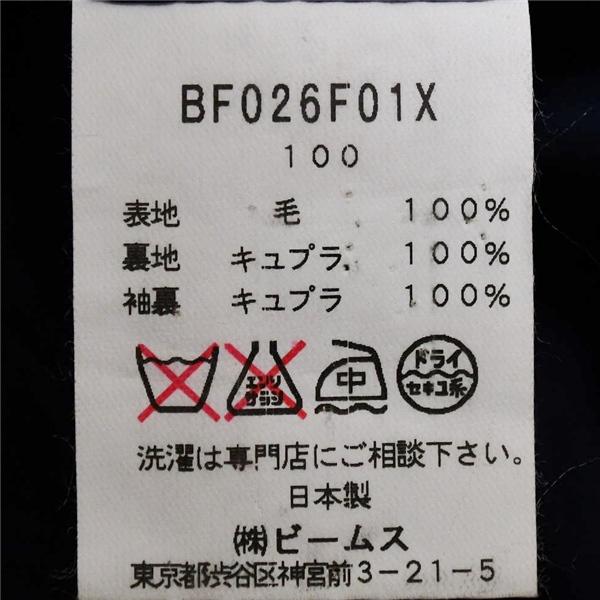 BF026F01X
100
表地 毛 100%
裏地 キュプラ 100%
袖裏 キュプラ 100%
エンソ サラシ 中 ドライ セキユ系
洗濯は専門店にご相談下さい。
日本製
㈱ビームス
東京都渋谷区神宮前3-21-5